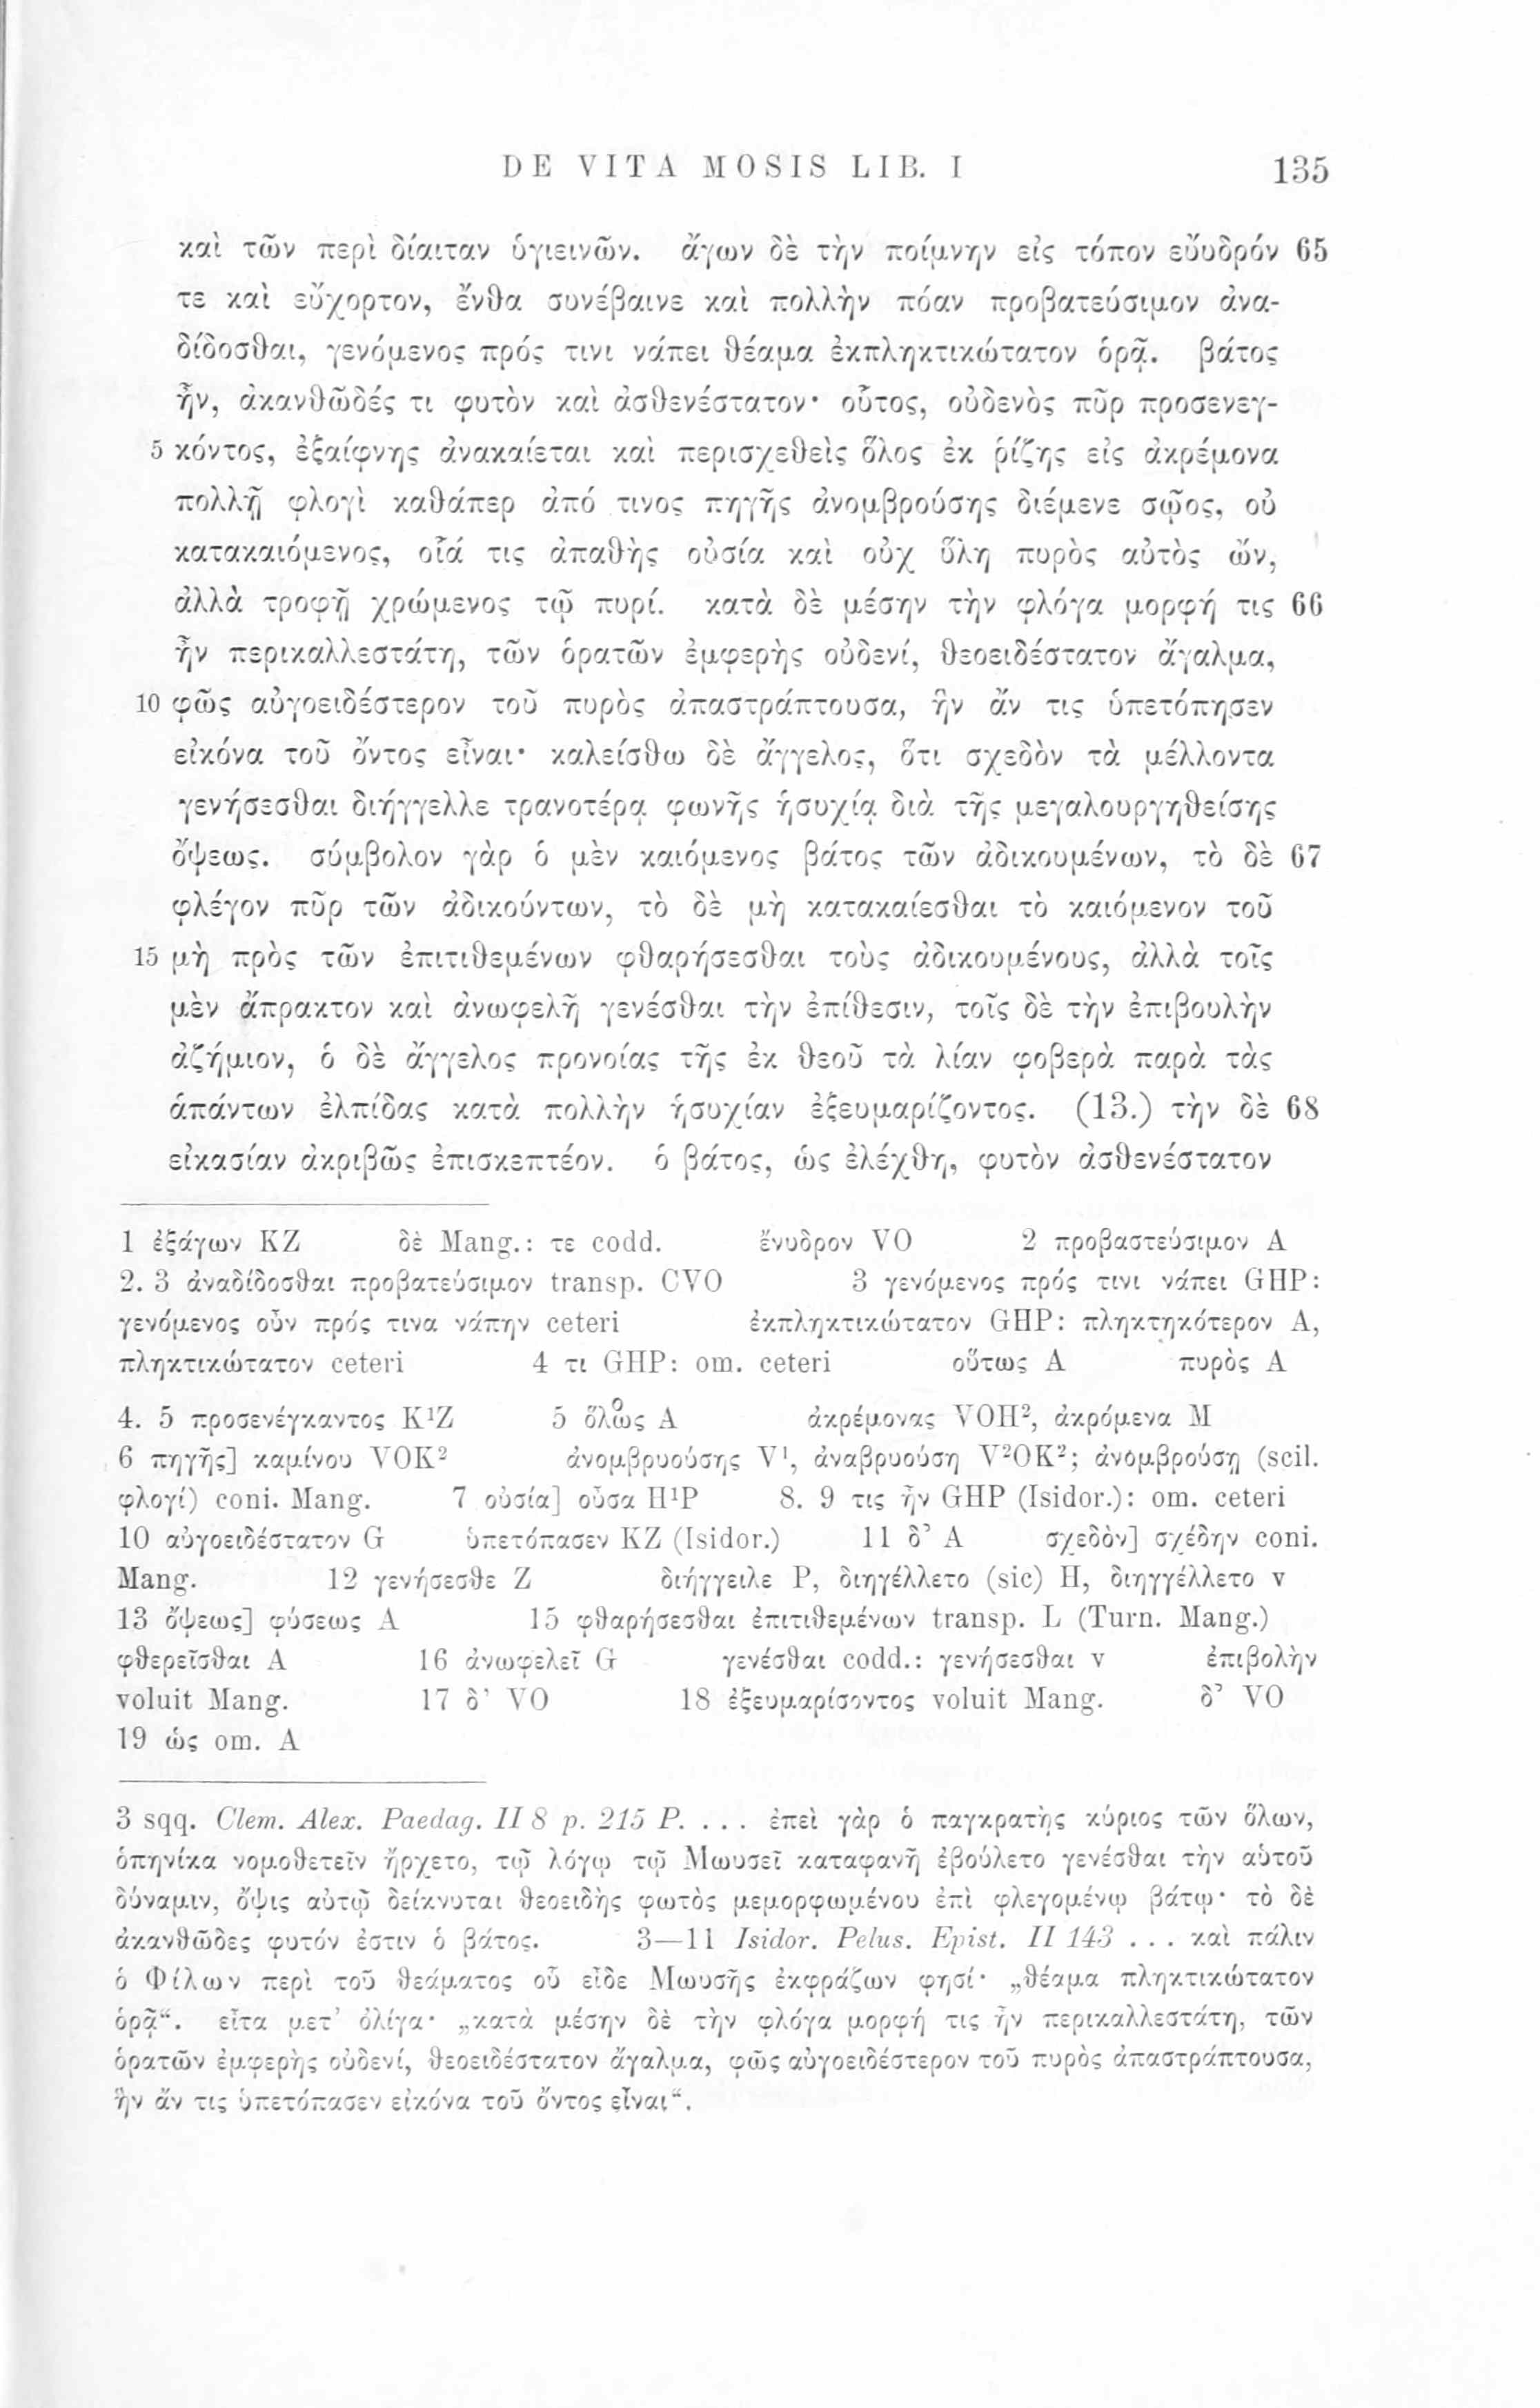 DE VITA MOSIS LIB. I 135
καὶ τῶν περὶ δίαιταν ὑγιεινῶν. ἄγων δὲ τὴν ποίμνην εἰς τόπον εὔυδρόν 65
τε καὶ εὔχορτον, ἔνθα συνέβαινε καὶ πολλὴν πόαν προβατεύσιμον ἀνα-
δίδοσθαι, γενόμενος πρός τινι νάπει θέαμα ἐκπληκτικώτατον ὁρᾷ. βάτος
ἦν, ἀκανθῶδές τι φυτὸν καὶ ἀσθενέστατον· οὗτος, οὐδενὸς πῦρ προσενεγ-
5 κόντος, ἐξαίφνης ἀνακαίεται καὶ περισχεθεὶς ὅλος ἐκ ῥίζης εἰς ἀκρέμονα
πολλῇ φλογὶ καθάπερ ἀπό τινος πηγῆς ἀνομβρούσης διέμενε σῷος, οὐ
κατακαιόμενος, οἷά τις ἀπαθὴς οὐσία καὶ οὐχ ὕλη πυρὸς αὐτὸς ὤν,
ἀλλὰ τροφῇ χρώμενος τῷ πυρί. κατὰ δὲ μέσην τὴν φλόγα μορφή τις 66
ἦν περικαλλεστάτη, τῶν ὁρατῶν ἐμφερὴς οὐδενί, θεοειδέστατον ἄγαλμα,
10 φῶς αὐγοειδέστερον τοῦ πυρὸς ἀπαστράπτουσα, ἣν ἄν τις ὑπετόπησεν
εἰκόνα τοῦ ὄντος εἶναι· καλείσθω δὲ ἄγγελος, ὅτι σχεδὸν τὰ μέλλοντα
γενήσεσθαι διήγγελλε τρανοτέρᾳ φωνῆς ἡσυχίᾳ διὰ τῆς μεγαλουργηθείσης
ὄψεως. σύμβολον γὰρ ὁ μὲν καιόμενος βάτος τῶν ἀδικουμένων, τὸ δὲ 67
φλέγον πῦρ τῶν ἀδικούντων, τὸ δὲ μὴ κατακαίεσθαι τὸ καιόμενον τοῦ
15 μὴ πρὸς τῶν ἐπιτιθεμένων φθαρήσεσθαι τοὺς ἀδικουμένους, ἀλλὰ τοῖς
μὲν ἄπρακτον καὶ ἀνωφελῆ γενέσθαι τὴν ἐπίθεσιν, τοῖς δὲ τὴν ἐπιβουλὴν
ἀζήμιον, ὁ δὲ ἄγγελος προνοίας τῆς ἐκ θεοῦ τὰ λίαν φοβερὰ παρὰ τὰς
ἁπάντων ἐλπίδας κατὰ πολλὴν ἡσυχίαν ἐξευμαρίζοντος. (13.) τὴν δὲ 68
εἰκασίαν ἀκριβῶς ἐπισκεπτέον. ὁ βάτος, ὡς ἐλέχθη, φυτὸν ἀσθενέστατον
1 ἐξάγων KZ δὲ Mang.: τε codd. ἔνυδρον VO 2 προβαστεύσιμον A
2. 3 ἀναδίδοσθαι προβατεύσιμον transp. CVO 3 γενόμενος πρός τινι νάπει GHP:
γενόμενος οὖν πρός τινα νάπην ceteri ἐκπληκτικώτατον GHP: πληκτηκότερον A,
πληκτικώτατον ceteri 4 τι GHP: om. ceteri οὕτως A πυρὸς A
4. 5 προσενέγκαντος K¹Z 5 ὅλως A ἀκρέμονας VOH², ἀκρόμενα M
6 πηγῆς] καμίνου VOK² ἀνομβρυούσης V¹, ἀναβρυούση V²OK²; ἀνομβρούσῃ (scil.
φλογί) coni. Mang. 7 οὐσία] οὖσα H¹P 8. 9 τις ἦν GHP (Isidor.): om. ceteri
10 αὐγοειδέστατον G ὑπετόπασεν KZ (Isidor.) 11 δ’ A σχεδὸν] σχέδην coni.
Mang. 12 γενήσεσθε Z διήγγειλε P, διηγέλλετο (sic) H, διηγγέλλετο v
13 ὄψεως] φύσεως A 15 φθαρήσεσθαι ἐπιτιθεμένων transp. L (Turn. Mang.)
φθερεῖσθαι A 16 ἀνωφελεῖ G γενέσθαι codd.: γενήσεσθαι v ἐπιβολὴν
voluit Mang. 17 δ’ VO 18 ἐξευμαρίσοντος voluit Mang. δ’ VO
19 ὡς om. A
3 sqq. Clem. Alex. Paedag. II 8 p. 215 P. . . . ἐπεὶ γὰρ ὁ παγκρατὴς κύριος τῶν ὅλων,
ὁπηνίκα νομοθετεῖν ἤρχετο, τῷ λόγῳ τῷ Μωυσεῖ καταφανῆ ἐβούλετο γενέσθαι τὴν αὑτοῦ
δύναμιν, ὄψις αὐτῷ δείκνυται θεοειδὴς φωτὸς μεμορφωμένου ἐπὶ φλεγομένῳ βάτῳ· τὸ δὲ
ἀκανθῶδες φυτόν ἐστιν ὁ βάτος. 3—11 Isidor. Pelus. Epist. II 143 . . . καὶ πάλιν
ὁ Φίλων περὶ τοῦ θεάματος οὗ εἶδε Μωυσῆς ἐκφράζων φησί· „θέαμα πληκτικώτατον
ὁρᾷ“. εἶτα μετ’ ὀλίγα· „κατὰ μέσην δὲ τὴν φλόγα μορφή τις ἦν περικαλλεστάτη, τῶν
ὁρατῶν ἐμφερὴς οὐδενί, θεοειδέστατον ἄγαλμα, φῶς αὐγοειδέστερον τοῦ πυρὸς ἀπαστράπτουσα,
ἣν ἄν τις ὑπετόπασεν εἰκόνα τοῦ ὄντος εἶναι“.